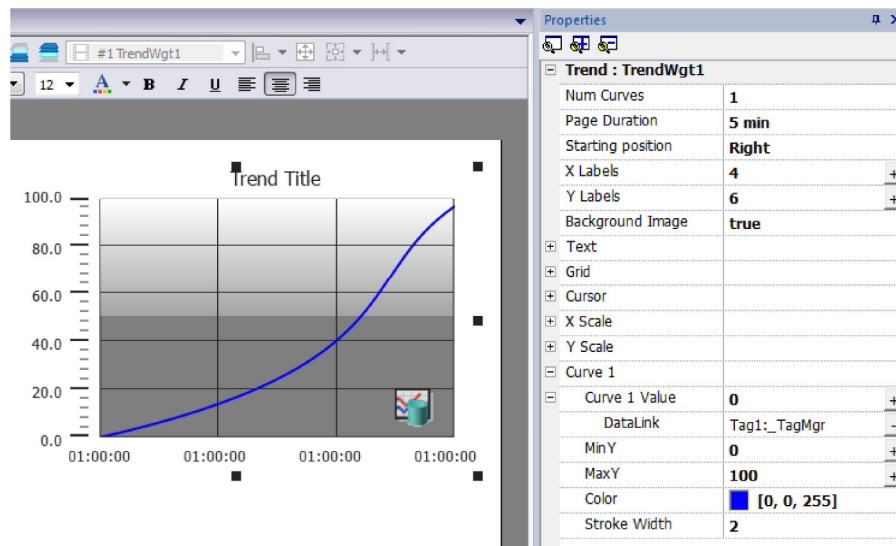 Properties
#1 TrendWgt1
12 A B I U
Trend Title
100.0
80.0
60.0
40.0
20.0
0.0
01:00:00 01:00:00 01:00:00 01:00:00
Trend : TrendWgt1
Num Curves 1
Page Duration 5 min
Starting position Right
X Labels 4 +
Y Labels 6 +
Background Image true
Text
Grid
Cursor
X Scale
Y Scale
Curve 1
Curve 1 Value 0 +
DataLink Tag1:_TagMgr -
MinY 0 +
MaxY 100 +
Color [0, 0, 255]
Stroke Width 2